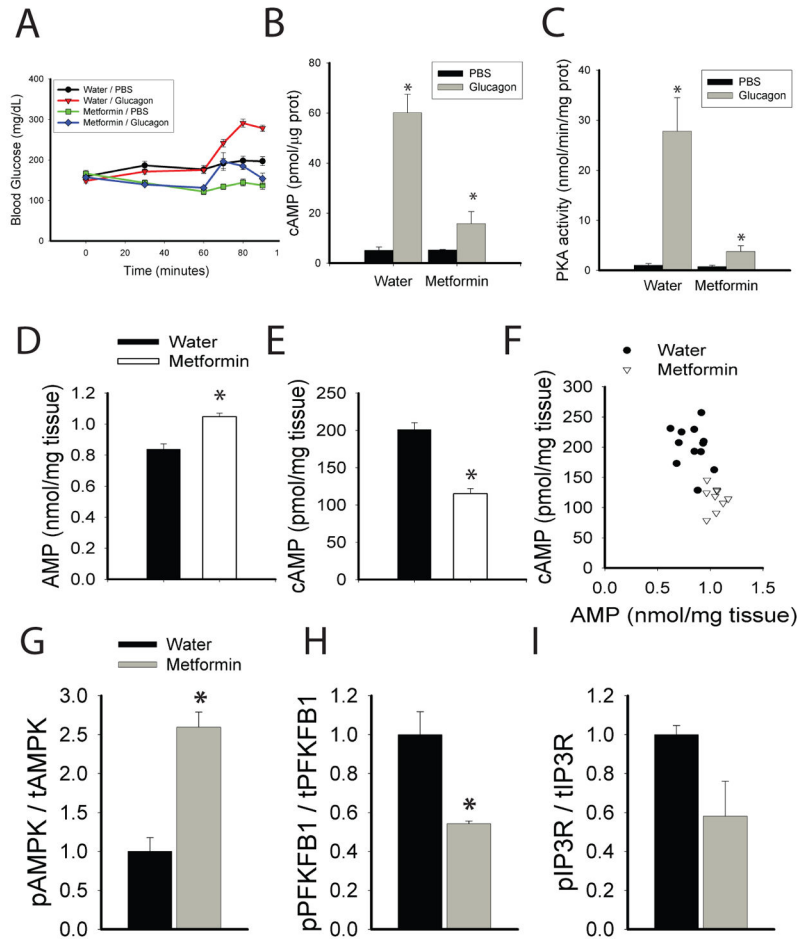 A
Blood Glucose (mg/dL)
400
300
200
100
0
Water / PBS
Water / Glucagon
Metformin / PBS
Metformin / Glucagon
0 20 40 60 80 1
Time (minutes)
B
cAMP (pmol/µg prot)
80
60
40
20
0
PBS
Glucagon
*
*
Water Metformin
C
PKA activity (nmol/min/mg prot)
40
30
20
10
0
PBS
Glucagon
*
*
Water Metformin
D
Water
Metformin
AMP (nmol/mg tissue)
1.2
1.0
0.8
0.6
0.4
0.2
0.0
*
E
cAMP (pmol/mg tissue)
250
200
150
100
50
0
*
F
Water
Metformin
cAMP (pmol/mg tissue)
300
250
200
150
100
50
0
0.0 0.5 1.0 1.5
AMP (nmol/mg tissue)
G
Water
Metformin
pAMPK / tAMPK
3.0
2.5
2.0
1.5
1.0
0.5
0.0
*
H
pPFKFB1 / tPFKFB1
1.2
1.0
0.8
0.6
0.4
0.2
0.0
*
I
pIP3R / tIP3R
1.2
1.0
0.8
0.6
0.4
0.2
0.0